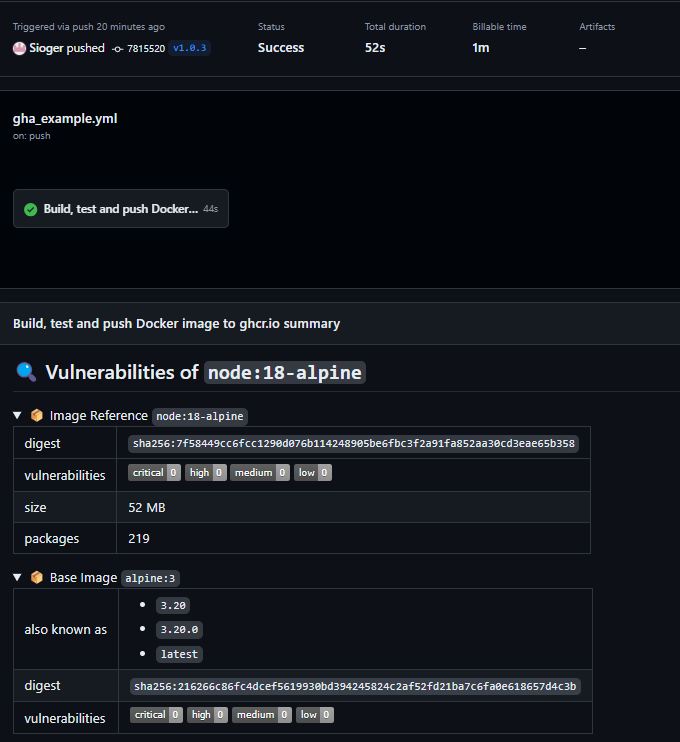 Triggered via push 20 minutes ago
Status
Total duration
Billable time
Artifacts
Sioger pushed 7815520 v1.0.3
Success
52s
1m
–
gha_example.yml
on: push
Build, test and push Docker... 44s
Build, test and push Docker image to ghcr.io summary
Vulnerabilities of node:18-alpine
Image Reference node:18-alpine
digest sha256:7f58449cc6fcc1290d076b114248905be6fbc3f2a91fa852aa30cd3eae65b358
vulnerabilities critical 0 high 0 medium 0 low 0
size 52 MB
packages 219
Base Image alpine:3
also known as
3.20
3.20.0
latest
digest sha256:216266c86fc4dcef5619930bd394245824c2af52fd21ba7c6fa0e618657d4c3b
vulnerabilities critical 0 high 0 medium 0 low 0